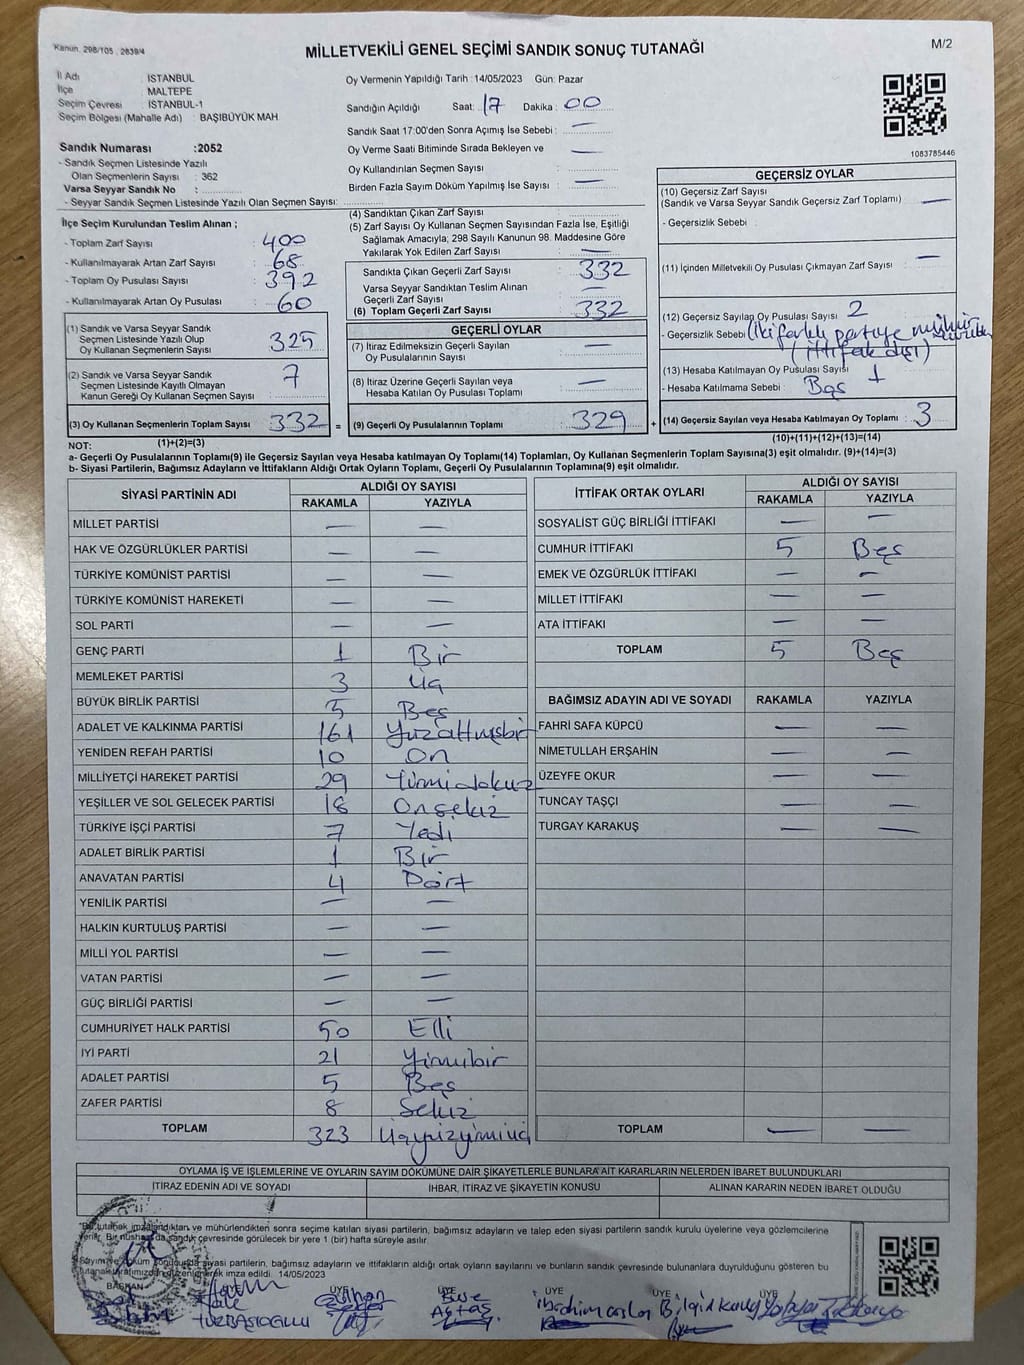 Kanun, 298/105, 2839/4
MİLLETVEKİLİ GENEL SEÇİMİ SANDIK SONUÇ TUTANAĞI
M/2
İl Adı : İSTANBUL
İlçe : MALTEPE
Seçim Çevresi : İSTANBUL-1
Seçim Bölgesi (Mahalle Adı) : BAŞIBÜYÜK MAH
Sandık Numarası :2052
- Sandık Seçmen Listesinde Yazılı
Olan Seçmenlerin Sayısı : 362
Varsa Seyyar Sandık No :
- Seyyar Sandık Seçmen Listesinde Yazılı Olan Seçmen Sayısı:
Oy Vermenin Yapıldığı Tarih : 14/05/2023 Gün: Pazar
Sandığın Açıldığı Saat: 17 Dakika : 00
Sandık Saat 17:00'den Sonra Açımış İse Sebebi : —
Oy Verme Saati Bitiminde Sırada Bekleyen ve —
Oy Kullandırılan Seçmen Sayısı
Birden Fazla Sayım Döküm Yapılmış İse Sayısı : —
1083785446
İlçe Seçim Kurulundan Teslim Alınan ;
- Toplam Zarf Sayısı : 400
- Kullanılmayarak Artan Zarf Sayısı : 68
- Toplam Oy Pusulası Sayısı : 392
- Kullanılmayarak Artan Oy Pusulası : 60
(1) Sandık ve Varsa Seyyar Sandık
Seçmen Listesinde Yazılı Olup
Oy Kullanan Seçmenlerin Sayısı : 325
(2) Sandık ve Varsa Seyyar Sandık
Seçmen Listesinde Kayıtlı Olmayan
Kanun Gereği Oy Kullanan Seçmen Sayısı : 7
(3) Oy Kullanan Seçmenlerin Toplam Sayısı : 332 =
(1)+(2)=(3)
(4) Sandıktan Çıkan Zarf Sayısı
(5) Zarf Sayısı Oy Kullanan Seçmen Sayısından Fazla İse, Eşitliği
Sağlamak Amacıyla, 298 Sayılı Kanunun 98. Maddesine Göre
Yakılarak Yok Edilen Zarf Sayısı : —
Sandıkta Çıkan Geçerli Zarf Sayısı : 332
Varsa Seyyar Sandıktan Teslim Alınan
Geçerli Zarf Sayısı : —
(6) Toplam Geçerli Zarf Sayısı : 332
GEÇERLİ OYLAR
(7) İtiraz Edilmeksizin Geçerli Sayılan
Oy Pusulalarının Sayısı : —
(8) İtiraz Üzerine Geçerli Sayılan veya
Hesaba Katılan Oy Pusulası Toplamı : —
(9) Geçerli Oy Pusulalarının Toplamı : 329 +
GEÇERSİZ OYLAR
(10) Geçersiz Zarf Sayısı
(Sandık ve Varsa Seyyar Sandık Geçersiz Zarf Toplamı) : —
- Geçersizlik Sebebi :
(11) İçinden Milletvekili Oy Pusulası Çıkmayan Zarf Sayısı : —
(12) Geçersiz Sayılan Oy Pusulası Sayısı : 2
- Geçersizlik Sebebi : İki farklı partiye mühür
(ittifak dışı)
(13) Hesaba Katılmayan Oy Pusulası Sayısı : 1
- Hesaba Katılmama Sebebi : Boş
(14) Geçersiz Sayılan veya Hesaba Katılmayan Oy Toplamı : 3
(10)+(11)+(12)+(13)=(14)
NOT:
a- Geçerli Oy Pusulalarının Toplamı(9) ile Geçersiz Sayılan veya Hesaba katılmayan Oy Toplamı(14) Toplamları, Oy Kullanan Seçmenlerin Toplam Sayısına(3) eşit olmalıdır. (9)+(14)=(3)
b- Siyasi Partilerin, Bağımsız Adayların ve İttifakların Aldığı Ortak Oyların Toplamı, Geçerli Oy Pusulalarının Toplamına(9) eşit olmalıdır.
SİYASİ PARTİNİN ADI ALDIĞI OY SAYISI
RAKAMLA YAZIYLA
MİLLET PARTİSİ — —
HAK VE ÖZGÜRLÜKLER PARTİSİ — —
TÜRKİYE KOMÜNİST PARTİSİ — —
TÜRKİYE KOMÜNİST HAREKETİ — —
SOL PARTİ — —
GENÇ PARTİ 1 Bir
MEMLEKET PARTİSİ 3 Üç
BÜYÜK BİRLİK PARTİSİ 5 Beş
ADALET VE KALKINMA PARTİSİ 161 Yüzaltmışbir
YENİDEN REFAH PARTİSİ 10 On
MİLLİYETÇİ HAREKET PARTİSİ 29 Yirmidokuz
YEŞİLLER VE SOL GELECEK PARTİSİ 18 Onsekiz
TÜRKİYE İŞÇİ PARTİSİ 7 Yedi
ADALET BİRLİK PARTİSİ 1 Bir
ANAVATAN PARTİSİ 4 Dört
YENİLİK PARTİSİ — —
HALKIN KURTULUŞ PARTİSİ — —
MİLLİ YOL PARTİSİ — —
VATAN PARTİSİ — —
GÜÇ BİRLİĞİ PARTİSİ — —
CUMHURİYET HALK PARTİSİ 50 Elli
İYİ PARTİ 21 Yirmibir
ADALET PARTİSİ 5 Beş
ZAFER PARTİSİ 8 Sekiz
TOPLAM 323 Üçyüzyirmiüç
İTTİFAK ORTAK OYLARI ALDIĞI OY SAYISI
RAKAMLA YAZIYLA
SOSYALİST GÜÇ BİRLİĞİ İTTİFAKI — —
CUMHUR İTTİFAKI 5 Beş
EMEK VE ÖZGÜRLÜK İTTİFAKI — —
MİLLET İTTİFAKI — —
ATA İTTİFAKI — —
TOPLAM 5 Beş
BAĞIMSIZ ADAYIN ADI VE SOYADI RAKAMLA YAZIYLA
FAHRİ SAFA KÜPCÜ — —
NİMETULLAH ERŞAHİN — —
ÜZEYFE OKUR — —
TUNCAY TAŞÇI — —
TURGAY KARAKUŞ — —
TOPLAM — —
OYLAMA İŞ VE İŞLEMLERİNE VE OYLARIN SAYIM DÖKÜMÜNE DAİR ŞİKAYETLERLE BUNLARA AİT KARARLARIN NELERDEN İBARET BULUNDUKLARI
İTİRAZ EDENİN ADI VE SOYADI İHBAR, İTİRAZ VE ŞİKAYETİN KONUSU ALINAN KARARIN NEDEN İBARET OLDUĞU
"Bu tutanak imzalandıktan ve mühürlendikten sonra seçime katılan siyasi partilerin, bağımsız adayların ve talep eden siyasi partilerin sandık kurulu üyelerine veya gözlemcilerine
verilir. Bir nüshası da sandık çevresinde görülecek bir yere 1 (bir) hafta süreyle asılır.
Sayım ve döküm sonucunda siyasi partilerin, bağımsız adayların ve ittifakların aldığı ortak oyların sayılarını ve bunların sandık çevresinde bulunanlara duyrulduğunu gösteren bu
tutanak tarafımızdan düzenlenerek imza edildi. 14/05/2023
BAŞKAN ÜYE ÜYE ÜYE ÜYE ÜYE
Hale Buse İbrahim
Aktaş